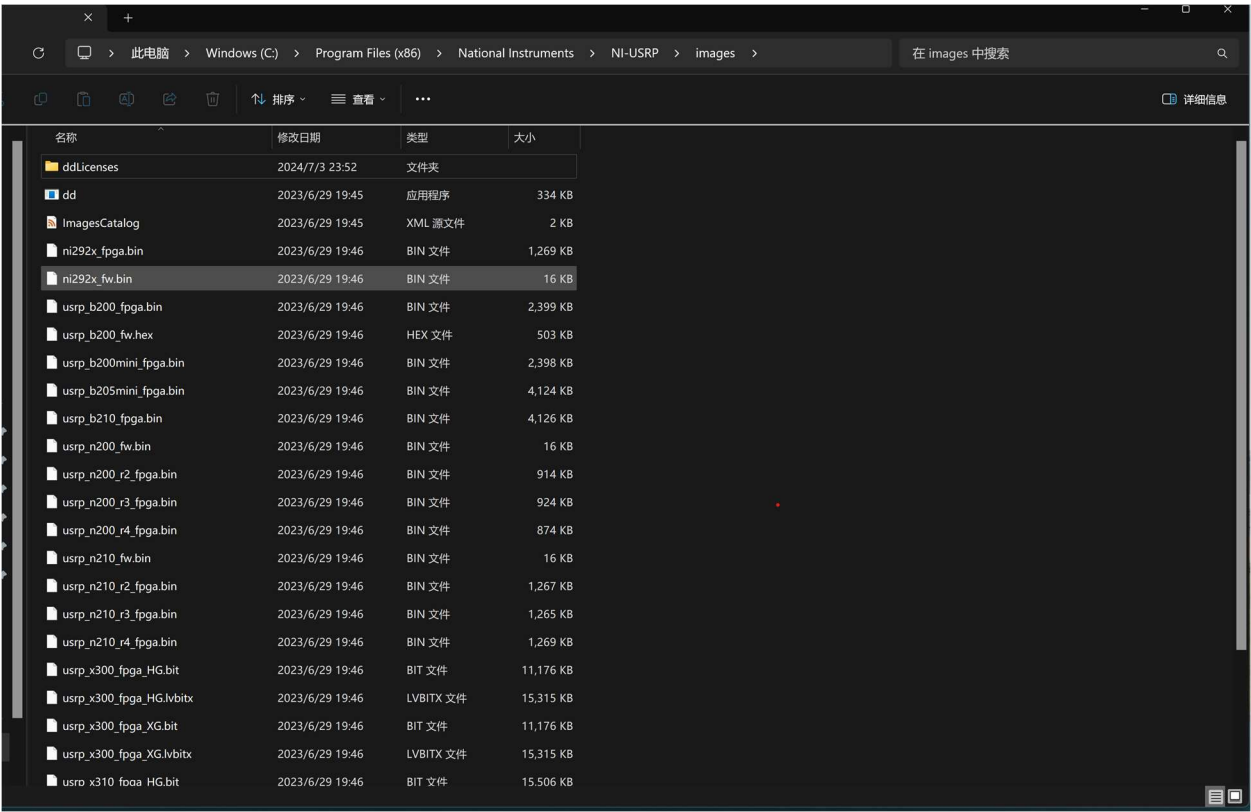 此电脑 > Windows (C:) > Program Files (x86) > National Instruments > NI-USRP > images > 在 images 中搜索
排序 查看 ... 详细信息
名称 修改日期 类型 大小
ddLicenses 2024/7/3 23:52 文件夹
dd 2023/6/29 19:45 应用程序 334 KB
ImagesCatalog 2023/6/29 19:45 XML 源文件 2 KB
ni292x_fpga.bin 2023/6/29 19:46 BIN 文件 1,269 KB
ni292x_fw.bin 2023/6/29 19:46 BIN 文件 16 KB
usrp_b200_fpga.bin 2023/6/29 19:46 BIN 文件 2,399 KB
usrp_b200_fw.hex 2023/6/29 19:46 HEX 文件 503 KB
usrp_b200mini_fpga.bin 2023/6/29 19:46 BIN 文件 2,398 KB
usrp_b205mini_fpga.bin 2023/6/29 19:46 BIN 文件 4,124 KB
usrp_b210_fpga.bin 2023/6/29 19:46 BIN 文件 4,126 KB
usrp_n200_fw.bin 2023/6/29 19:46 BIN 文件 16 KB
usrp_n200_r2_fpga.bin 2023/6/29 19:46 BIN 文件 914 KB
usrp_n200_r3_fpga.bin 2023/6/29 19:46 BIN 文件 924 KB
usrp_n200_r4_fpga.bin 2023/6/29 19:46 BIN 文件 874 KB
usrp_n210_fw.bin 2023/6/29 19:46 BIN 文件 16 KB
usrp_n210_r2_fpga.bin 2023/6/29 19:46 BIN 文件 1,267 KB
usrp_n210_r3_fpga.bin 2023/6/29 19:46 BIN 文件 1,265 KB
usrp_n210_r4_fpga.bin 2023/6/29 19:46 BIN 文件 1,269 KB
usrp_x300_fpga_HG.bit 2023/6/29 19:46 BIT 文件 11,176 KB
usrp_x300_fpga_HG.lvbitx 2023/6/29 19:46 LVBITX 文件 15,315 KB
usrp_x300_fpga_XG.bit 2023/6/29 19:46 BIT 文件 11,176 KB
usrp_x300_fpga_XG.lvbitx 2023/6/29 19:46 LVBITX 文件 15,315 KB
usrp_x310_fpga_HG.bit 2023/6/29 19:46 BIT 文件 15,506 KB